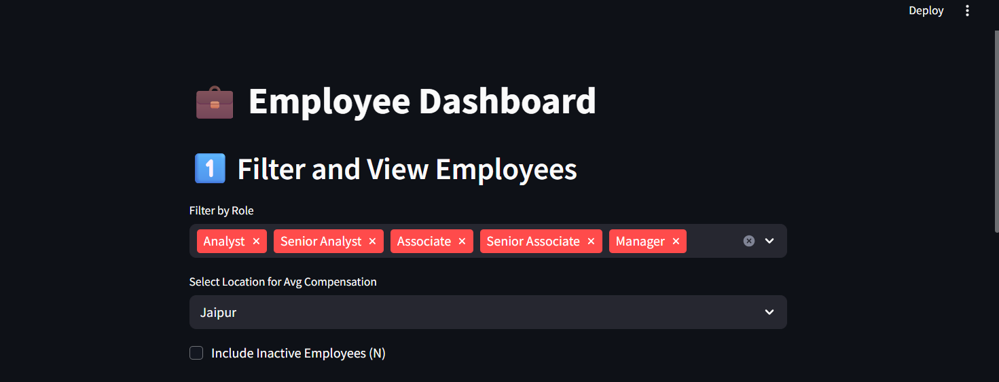 Deploy
Employee Dashboard
1 Filter and View Employees
Filter by Role
Analyst × Senior Analyst × Associate × Senior Associate × Manager ×
Select Location for Avg Compensation
Jaipur
Include Inactive Employees (N)